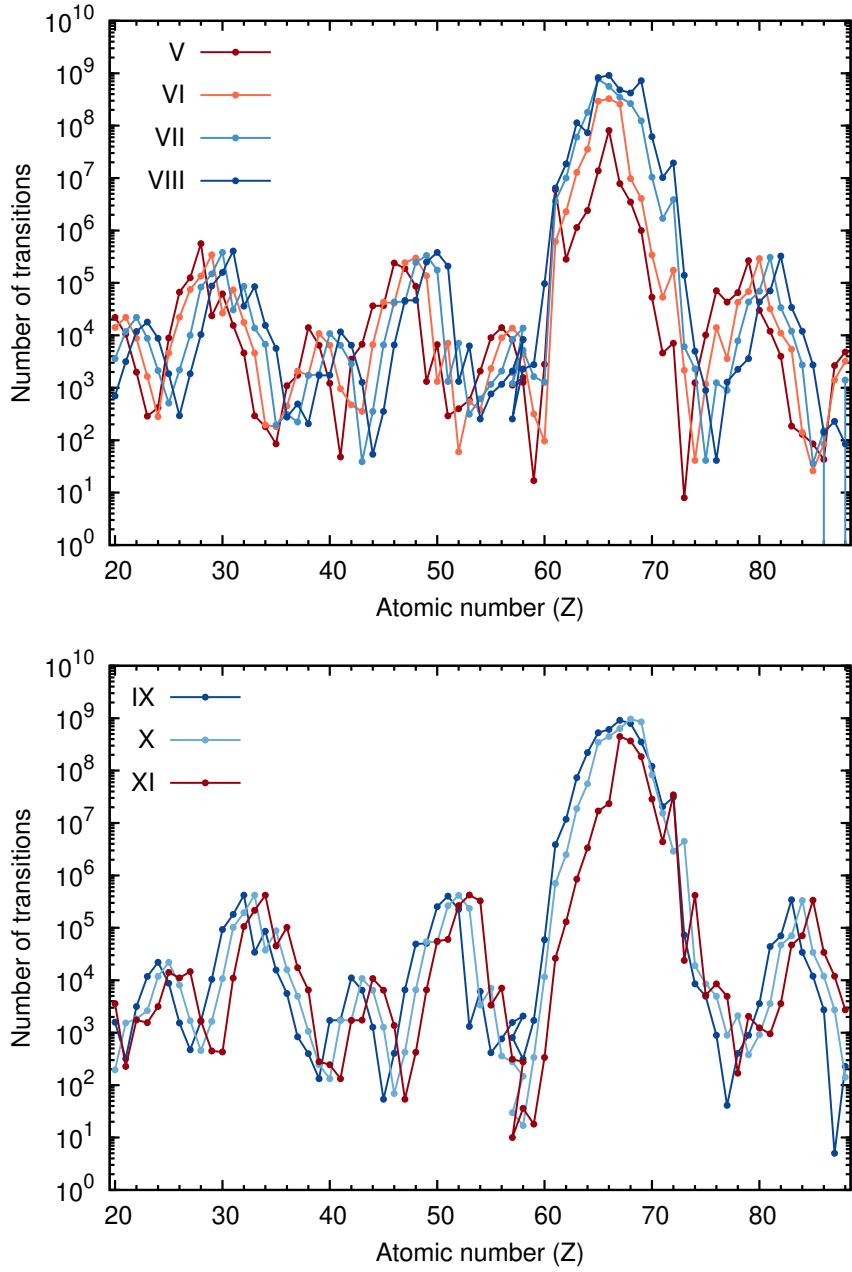 10^10
10^9
10^8
10^7
10^6
10^5
10^4
10^3
10^2
10^1
10^0
Number of transitions
V
VI
VII
VIII
20 30 40 50 60 70 80
Atomic number (Z)
10^10
10^9
10^8
10^7
10^6
10^5
10^4
10^3
10^2
10^1
10^0
Number of transitions
IX
X
XI
20 30 40 50 60 70 80
Atomic number (Z)